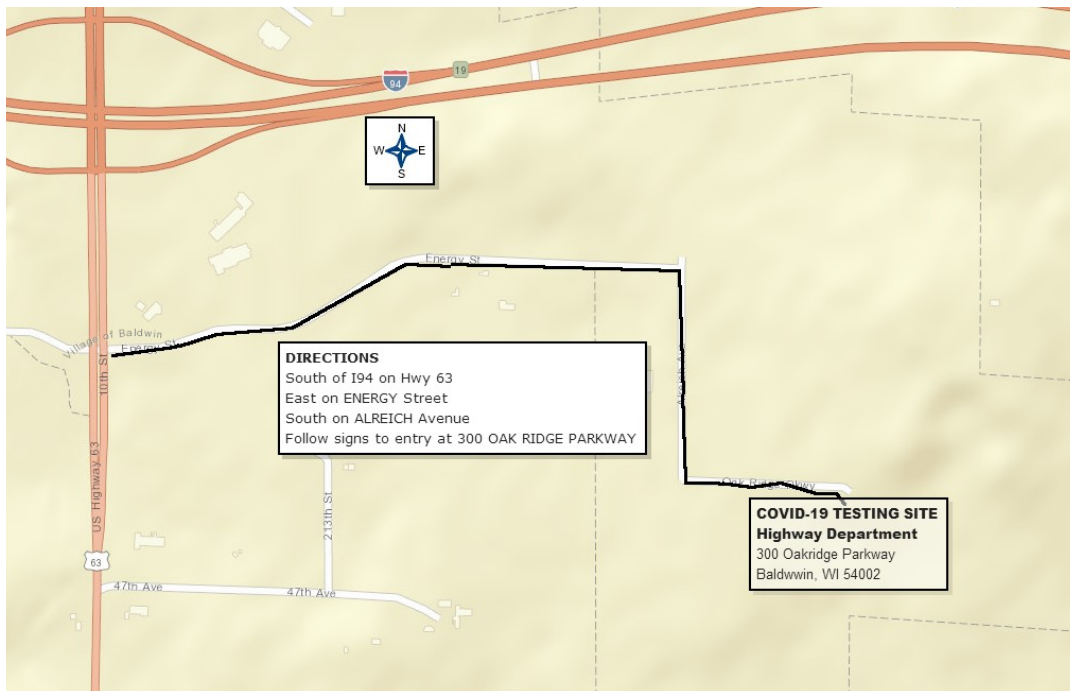 19
94
N
W E
S
Energy St
Village of Baldwin
Energy St
10th St
DIRECTIONS
South of I94 on Hwy 63
East on ENERGY Street
South on ALREICH Avenue
Follow signs to entry at 300 OAK RIDGE PARKWAY
US Highway 63
213th St
Oak Ridge Pkwy
COVID-19 TESTING SITE
Highway Department
300 Oakridge Parkway
Baldwwin, WI 54002
63
47th Ave
47th Ave